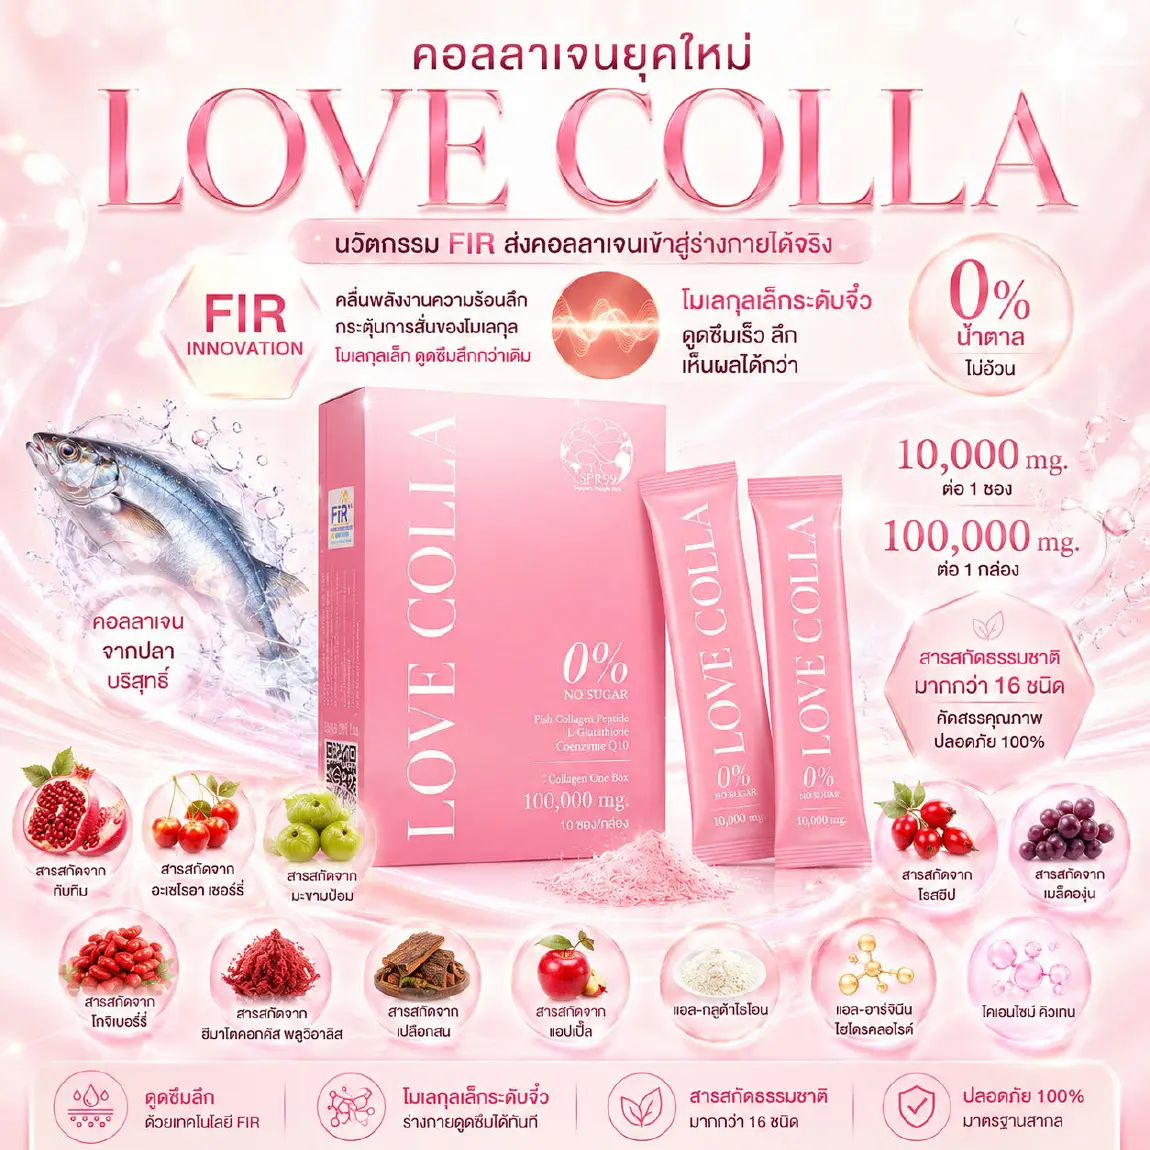 คอลลาเจนยุคใหม่
LOVE COLLA
นวัตกรรม FIR ส่งคอลลาเจนเข้าสู่ร่างกายได้จริง
FIR
INNOVATION
คลื่นพลังงานความร้อนลึก
กระตุ้นการสั่นของโมเลกุล
โมเลกุลเล็ก ดูดซึมลึกกว่าเดิม
โมเลกุลเล็กระดับจิ๋ว
ดูดซึมเร็ว ลึก
เห็นผลได้กว่า
0%
น้ำตาล
ไม่อ้วน
10,000 mg.
ต่อ 1 ซอง
100,000 mg.
ต่อ 1 กล่อง
สารสกัดธรรมชาติ
มากกว่า 16 ชนิด
คัดสรรคุณภาพ
ปลอดภัย 100%
คอลลาเจน
จากปลา
บริสุทธิ์
LOVE COLLA
SPR99
FIR
0%
NO SUGAR
Fish Collagen Peptide
L-Glutathione
Coenzyme Q10
Collagen One Box
100,000 mg.
10 ซอง/กล่อง
LOVE COLLA
0%
NO SUGAR
10,000 mg.
LOVE COLLA
0%
NO SUGAR
10,000 mg.
สารสกัดจาก
ทับทิม
สารสกัดจาก
อะเซโรอา เชอร์รี่
สารสกัดจาก
มะขามป้อม
สารสกัดจาก
โรสฮิป
สารสกัดจาก
เมล็ดองุ่น
สารสกัดจาก
โกจิเบอร์รี่
สารสกัดจาก
ฮีมาโตคอกคัส พลูวิอาลิส
สารสกัดจาก
เปลือกสน
สารสกัดจาก
แอปเปิ้ล
แอล-กลูต้าไธโอน
แอล-อาร์จินีน
ไฮโดรคลอไรด์
โคเอนไซม์ คิวเทน
ดูดซึมลึก
ด้วยเทคโนโลยี FIR
โมเลกุลเล็กระดับจิ๋ว
ร่างกายดูดซึมได้ทันที
สารสกัดธรรมชาติ
มากกว่า 16 ชนิด
ปลอดภัย 100%
มาตรฐานสากล